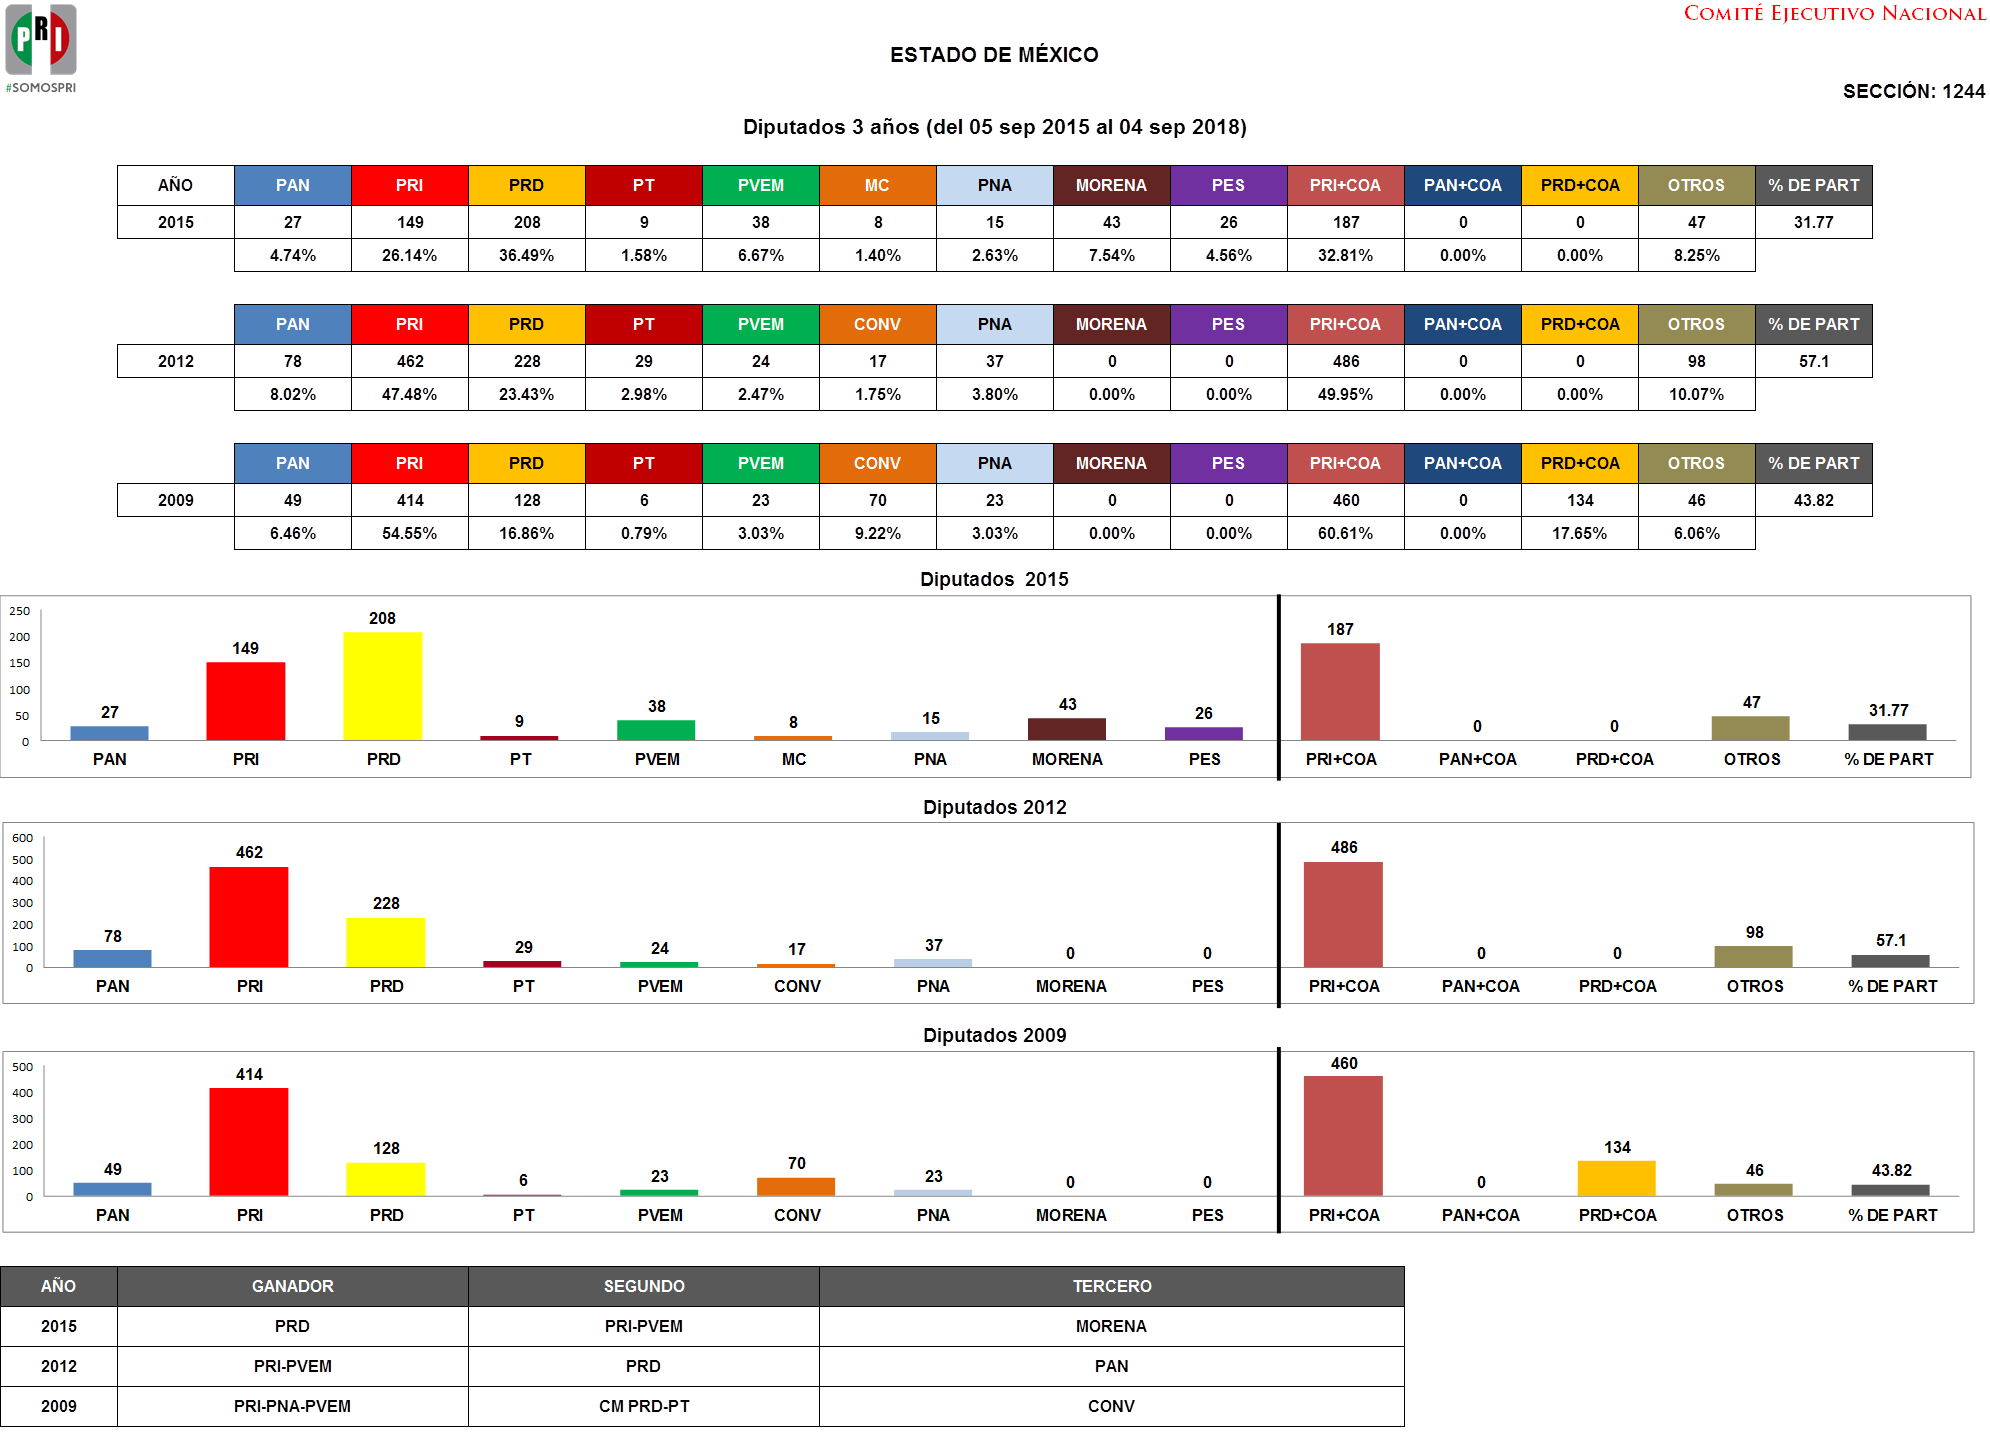 PRI
#SOMOSPRI
COMITÉ EJECUTIVO NACIONAL
ESTADO DE MÉXICO
SECCIÓN: 1244
Diputados 3 años (del 05 sep 2015 al 04 sep 2018)
AÑO PAN PRI PRD PT PVEM MC PNA MORENA PES PRI+COA PAN+COA PRD+COA OTROS % DE PART
2015 27 149 208 9 38 8 15 43 26 187 0 0 47 31.77
4.74% 26.14% 36.49% 1.58% 6.67% 1.40% 2.63% 7.54% 4.56% 32.81% 0.00% 0.00% 8.25%
PAN PRI PRD PT PVEM CONV PNA MORENA PES PRI+COA PAN+COA PRD+COA OTROS % DE PART
2012 78 462 228 29 24 17 37 0 0 486 0 0 98 57.1
8.02% 47.48% 23.43% 2.98% 2.47% 1.75% 3.80% 0.00% 0.00% 49.95% 0.00% 0.00% 10.07%
PAN PRI PRD PT PVEM CONV PNA MORENA PES PRI+COA PAN+COA PRD+COA OTROS % DE PART
2009 49 414 128 6 23 70 23 0 0 460 0 134 46 43.82
6.46% 54.55% 16.86% 0.79% 3.03% 9.22% 3.03% 0.00% 0.00% 60.61% 0.00% 17.65% 6.06%
Diputados 2015
250
200
150
100
50
0
27 149 208 9 38 8 15 43 26 187 0 0 47 31.77
PAN PRI PRD PT PVEM MC PNA MORENA PES PRI+COA PAN+COA PRD+COA OTROS % DE PART
Diputados 2012
600
500
400
300
200
100
0
78 462 228 29 24 17 37 0 0 486 0 0 98 57.1
PAN PRI PRD PT PVEM CONV PNA MORENA PES PRI+COA PAN+COA PRD+COA OTROS % DE PART
Diputados 2009
500
400
300
200
100
0
49 414 128 6 23 70 23 0 0 460 0 134 46 43.82
PAN PRI PRD PT PVEM CONV PNA MORENA PES PRI+COA PAN+COA PRD+COA OTROS % DE PART
AÑO GANADOR SEGUNDO TERCERO
2015 PRD PRI-PVEM MORENA
2012 PRI-PVEM PRD PAN
2009 PRI-PNA-PVEM CM PRD-PT CONV